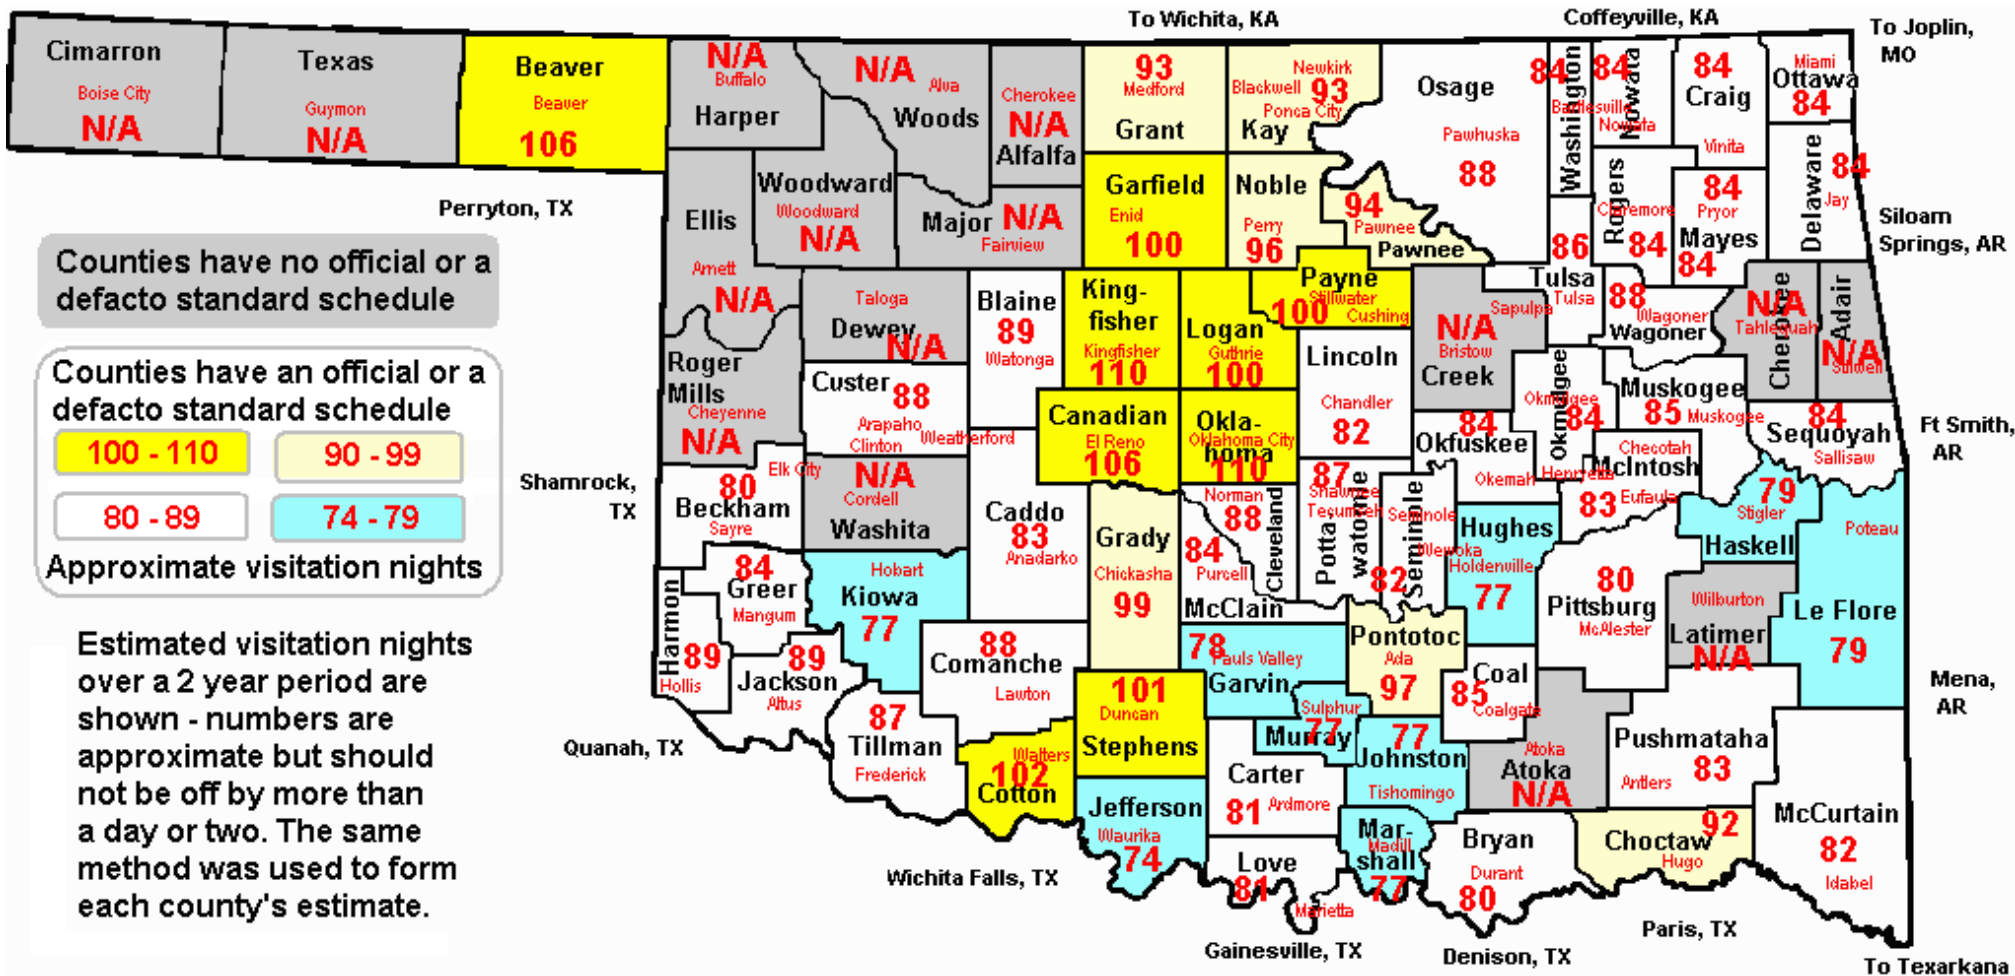 To Wichita, KA
Coffeyville, KA
To Joplin,
MO
Cimarron
Boise City
N/A
Texas
Guymon
N/A
Beaver
Beaver
106
N/A
Buffalo
Harper
N/A
Alva
Woods
Cherokee
N/A
Alfalfa
93
Medford
Grant
Newkirk
Blackwell
93
Ponca City
Kay
Osage
Pawhuska
88
84
Washington
Bartlesville
84
Nowata
Nowata
84
Craig
Vinita
Miami
Ottawa
84
Delaware
84
Jay
Perryton, TX
Ellis
Arnett
N/A
Woodward
Woodward
N/A
Major
N/A
Fairview
Garfield
Enid
100
Noble
Perry
96
94
Pawnee
Pawnee
86
Tulsa
Tulsa
Rogers
Claremore
84
84
Pryor
Mayes
84
Siloam
Springs, AR
Counties have no official or a
defacto standard schedule
Counties have an official or a
defacto standard schedule
100 - 110
90 - 99
80 - 89
74 - 79
Approximate visitation nights
Estimated visitation nights
over a 2 year period are
shown - numbers are
approximate but should
not be off by more than
a day or two. The same
method was used to form
each county's estimate.
Roger
Mills
Cheyenne
N/A
Taloga
Dewey
N/A
Blaine
89
Watonga
King-
fisher
Kingfisher
110
Logan
Guthrie
100
Payne
Stillwater
100
Cushing
Lincoln
Chandler
82
Sapulpa
N/A
Bristow
Creek
88
Wagoner
Wagoner
N/A
Tahlequah
Cherokee
Adair
N/A
Stilwell
Custer
88
Arapaho
Clinton
Weatherford
Canadian
El Reno
106
Okla-
Oklahoma City
homa
110
84
Okfuskee
Okemah
Okmulgee
Okmulgee
84
Henryetta
Muskogee
85
Muskogee
84
Sequoyah
Sallisaw
Ft Smith,
AR
Shamrock,
TX
Elk City
80
Beckham
Sayre
N/A
Cordell
Washita
Caddo
83
Anadarko
Grady
Chickasha
99
Norman
88
Cleveland
84
Purcell
McClain
87
Shawnee
Tecumseh
Potta-
watomie
Seminole
Seminole
Wewoka
82
Hughes
Holdenville
77
Checotah
McIntosh
83
Eufaula
79
Stigler
Haskell
Poteau
Le Flore
79
84
Greer
Mangum
Harmon
89
Hollis
89
Jackson
Altus
Hobart
Kiowa
77
88
Comanche
Lawton
78
Pauls Valley
Garvin
Pontotoc
Ada
97
Coal
85
Coalgate
80
Pittsburg
McAlester
Wilburton
Latimer
N/A
Mena,
AR
Quanah, TX
87
Tillman
Frederick
Walters
102
Cotton
101
Duncan
Stephens
Sulphur
77
Murray
77
Johnston
Tishomingo
Atoka
Atoka
N/A
Pushmataha
Antlers
83
Jefferson
Waurika
74
Carter
81
Ardmore
Mar-
Madill
shall
77
Bryan
Durant
80
92
Choctaw
Hugo
McCurtain
82
Idabel
Wichita Falls, TX
Love
81
Marietta
Gainesville, TX
Denison, TX
Paris, TX
To Texarkana